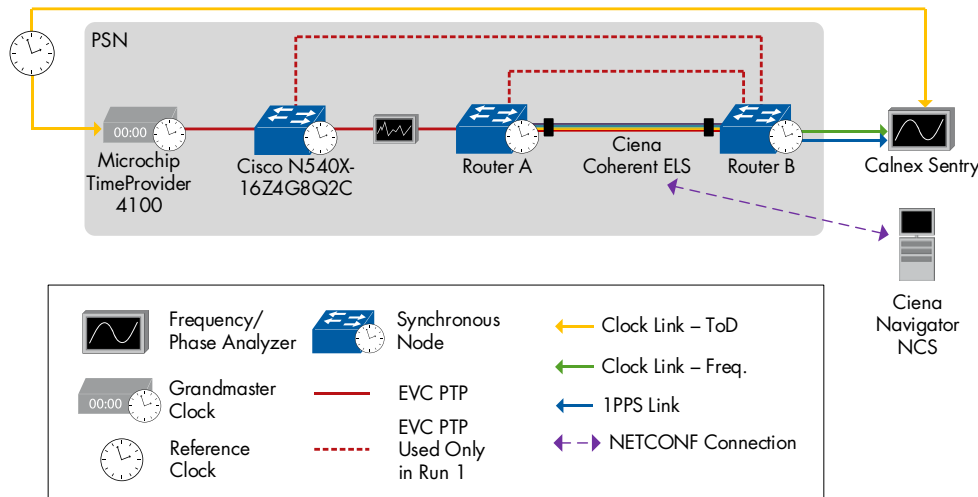 PSN
00:00
Microchip
TimeProvider
4100
Cisco N540X-
16Z4G8Q2C
Router A
Ciena
Coherent ELS
Router B
Calnex Sentry
Ciena
Navigator
NCS
Frequency/
Phase Analyzer
Synchronous
Node
Clock Link – ToD
Clock Link – Freq.
00:00
Grandmaster
Clock
EVC PTP
1PPS Link
Reference
Clock
EVC PTP
Used Only
in Run 1
NETCONF Connection